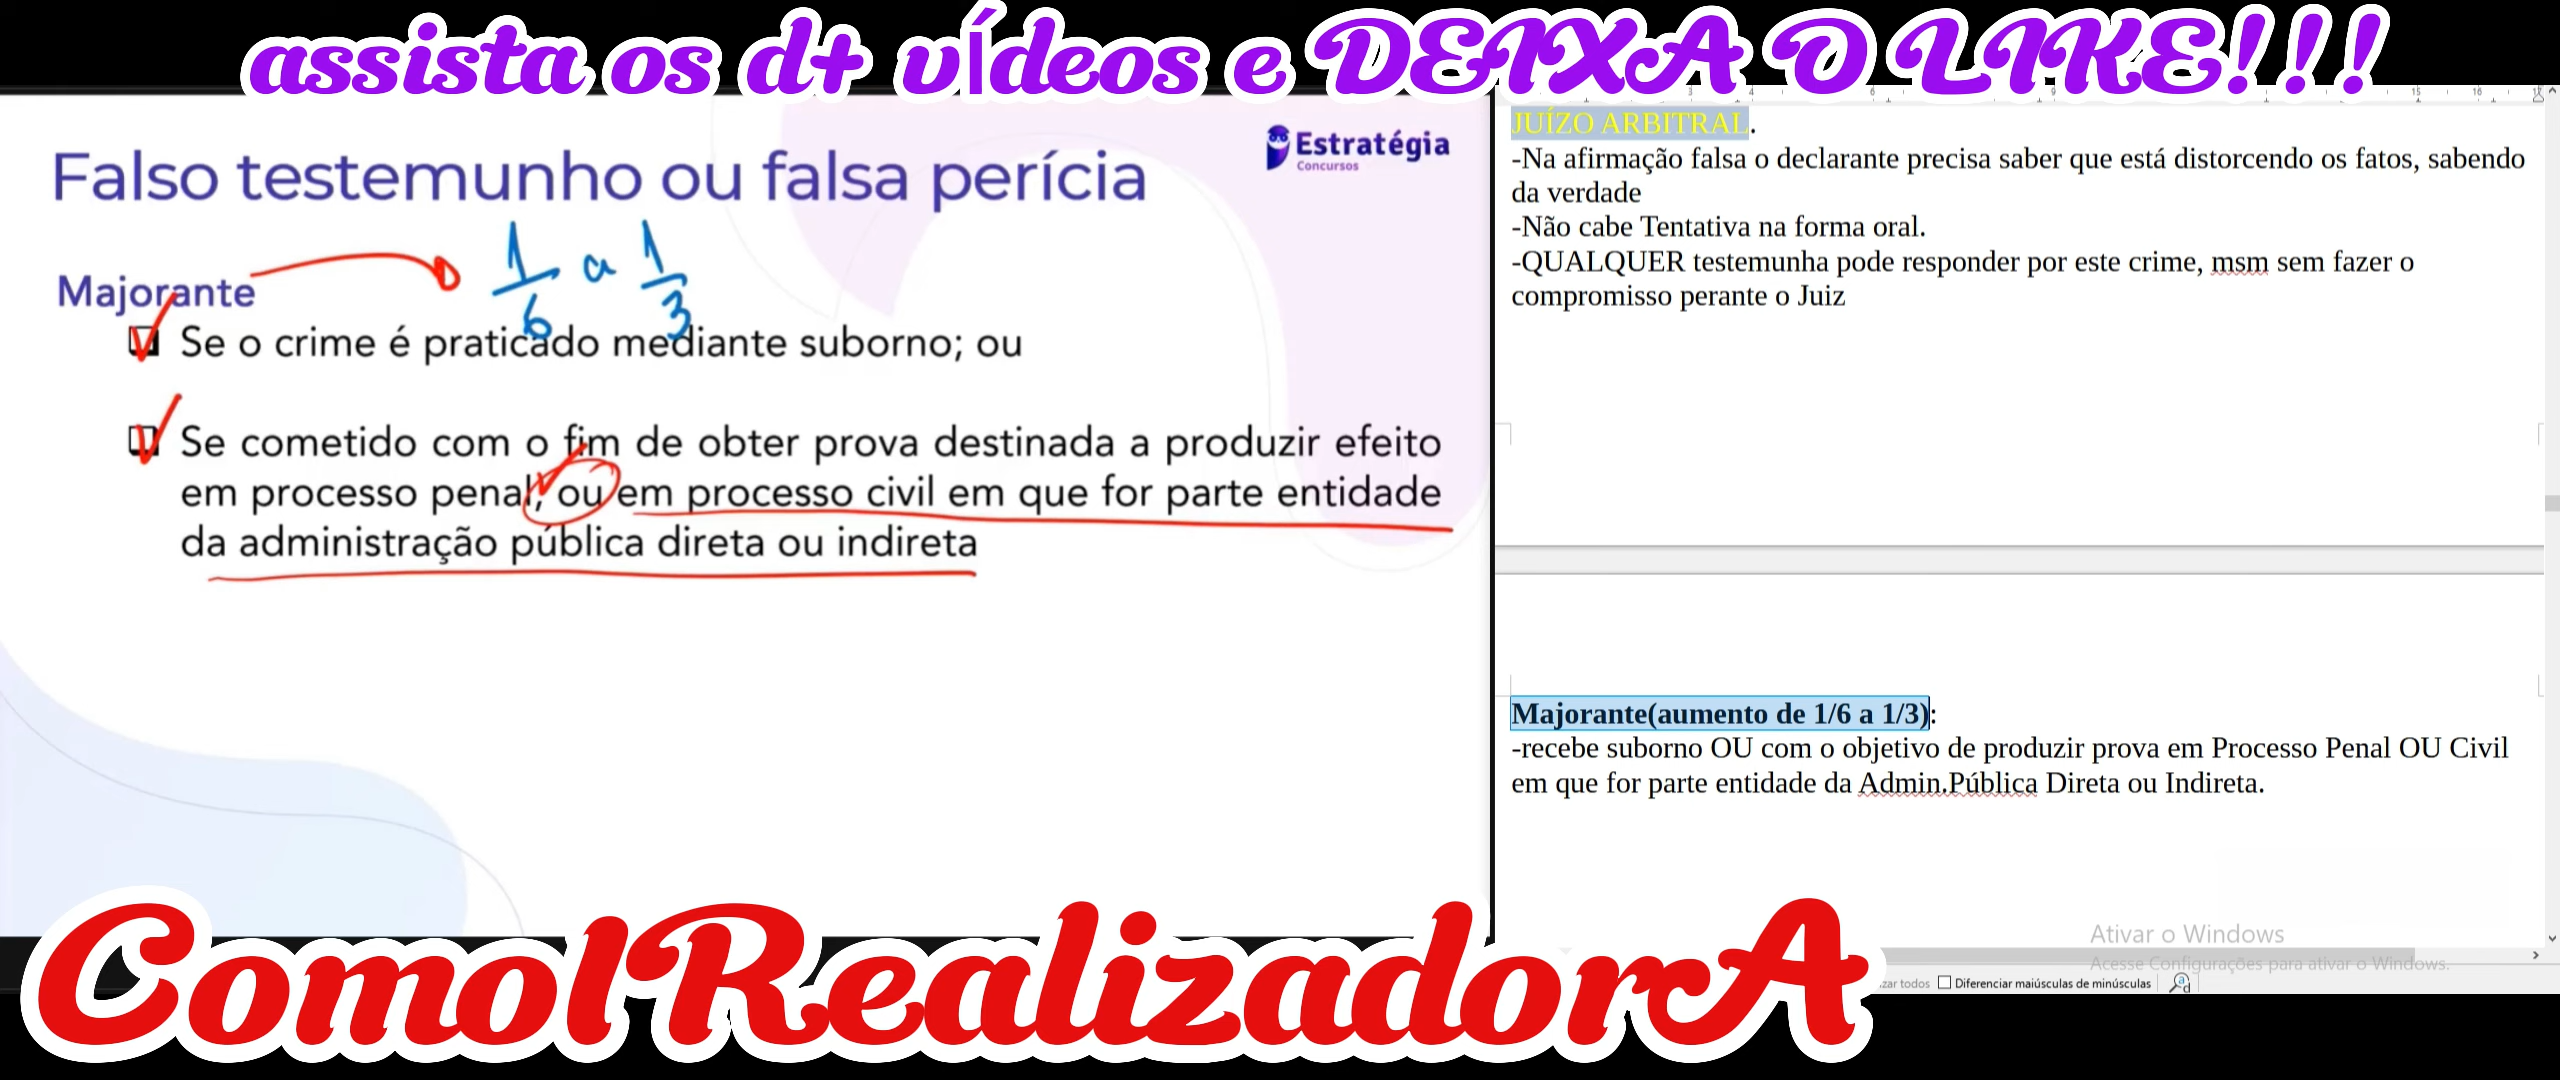 assista os d+ vÍdeos e DEIXA O LIKE!!!
Estratégia
Concursos
Falso testemunho ou falsa perícia
Majorante
1/6 a 1/3
Se o crime é praticado mediante suborno; ou
Se cometido com o fim de obter prova destinada a produzir efeito
em processo penal, ou em processo civil em que for parte entidade
da administração pública direta ou indireta
JUÍZO ARBITRAL.
-Na afirmação falsa o declarante precisa saber que está distorcendo os fatos, sabendo
da verdade
-Não cabe Tentativa na forma oral.
-QUALQUER testemunha pode responder por este crime, msm sem fazer o
compromisso perante o Juiz
Majorante(aumento de 1/6 a 1/3):
-recebe suborno OU com o objetivo de produzir prova em Processo Penal OU Civil
em que for parte entidade da Admin.Pública Direta ou Indireta.
Ativar o Windows
Acesse Configurações para ativar o Windows.
todos Diferenciar maiúsculas de minúsculas
ComolRealizadorA